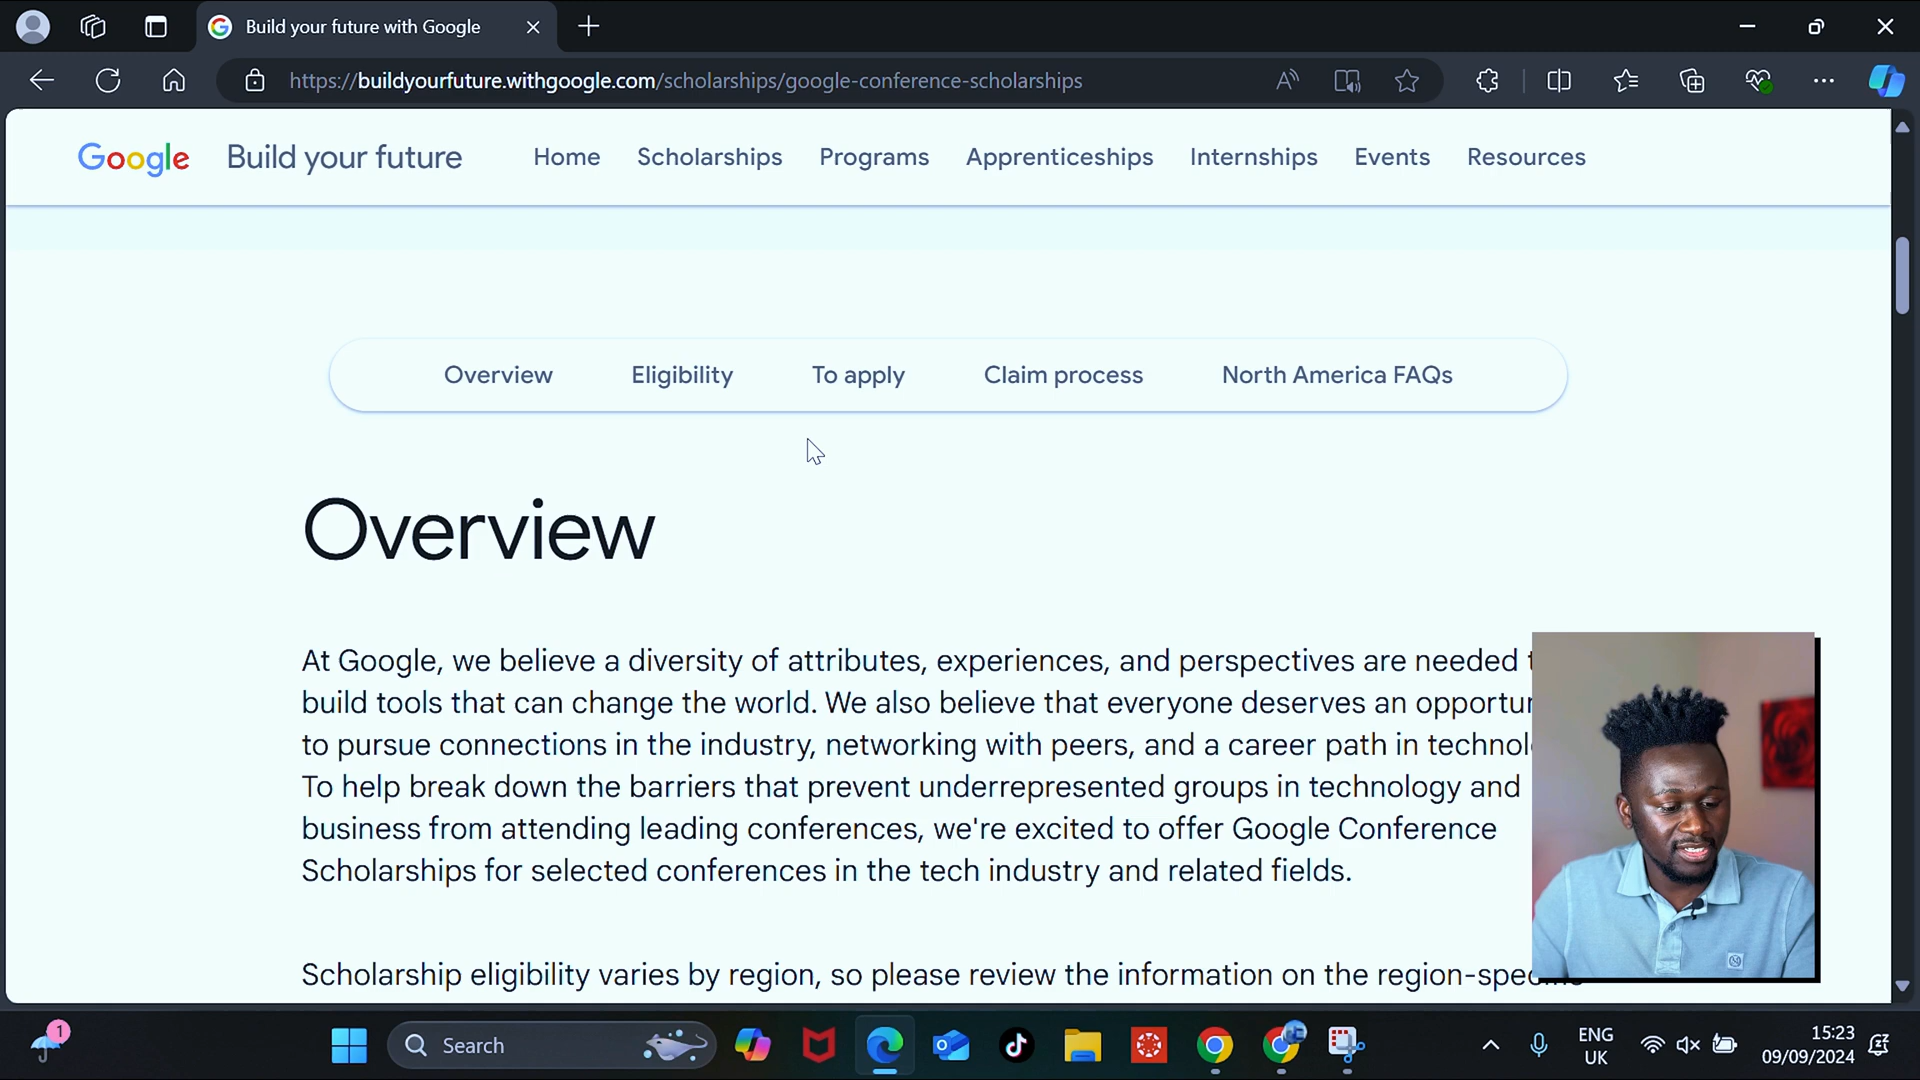 Build your future with Google
https://buildyourfuture.withgoogle.com/scholarships/google-conference-scholarships
Google Build your future Home Scholarships Programs Apprenticeships Internships Events Resources
Overview Eligibility To apply Claim process North America FAQs
Overview
At Google, we believe a diversity of attributes, experiences, and perspectives are needed
build tools that can change the world. We also believe that everyone deserves an
to pursue connections in the industry, networking with peers, and a career path in
To help break down the barriers that prevent underrepresented groups in technology and
business from attending leading conferences, we're excited to offer Google Conference
Scholarships for selected conferences in the tech industry and related fields.
Scholarship eligibility varies by region, so please review the information on the
1
Search
ENG
UK
15:23
09/09/2024